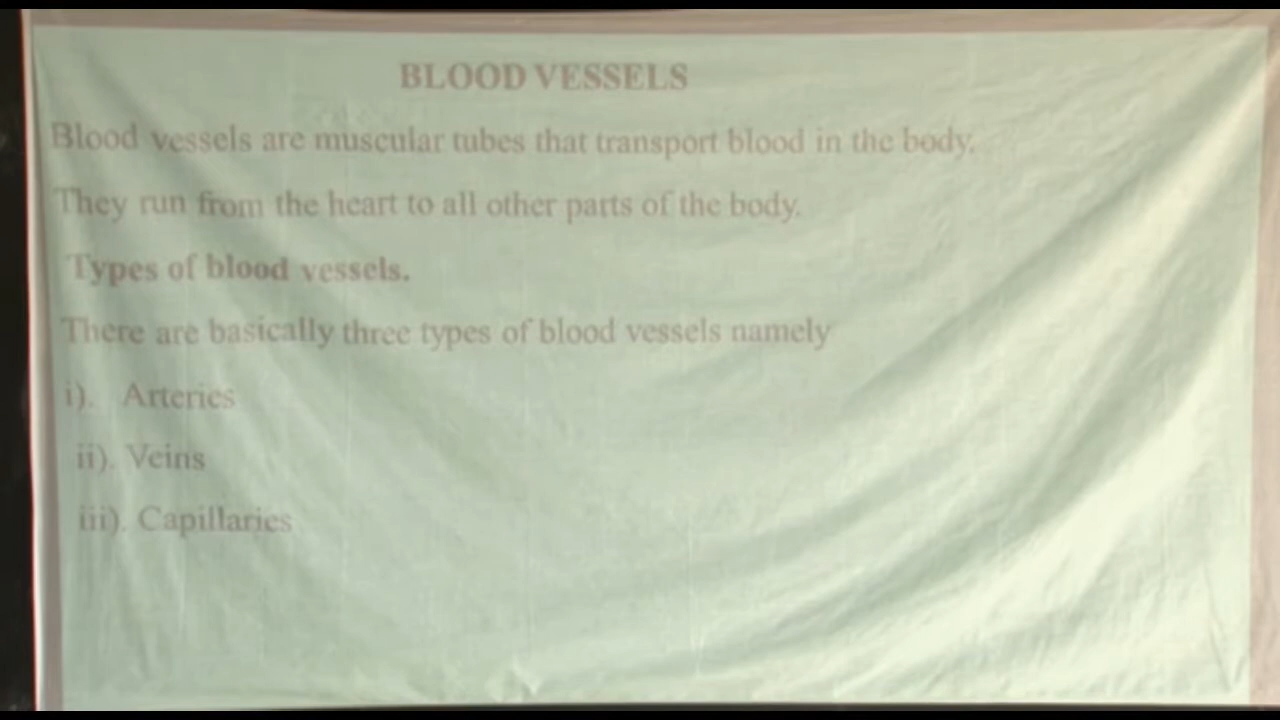 BLOOD VESSELS
Blood vessels are muscular tubes that transport blood in the body.
They run from the heart to all other parts of the body.
Types of blood vessels.
There are basically three types of blood vessels namely
i). Arteries
ii). Veins
iii). Capillaries